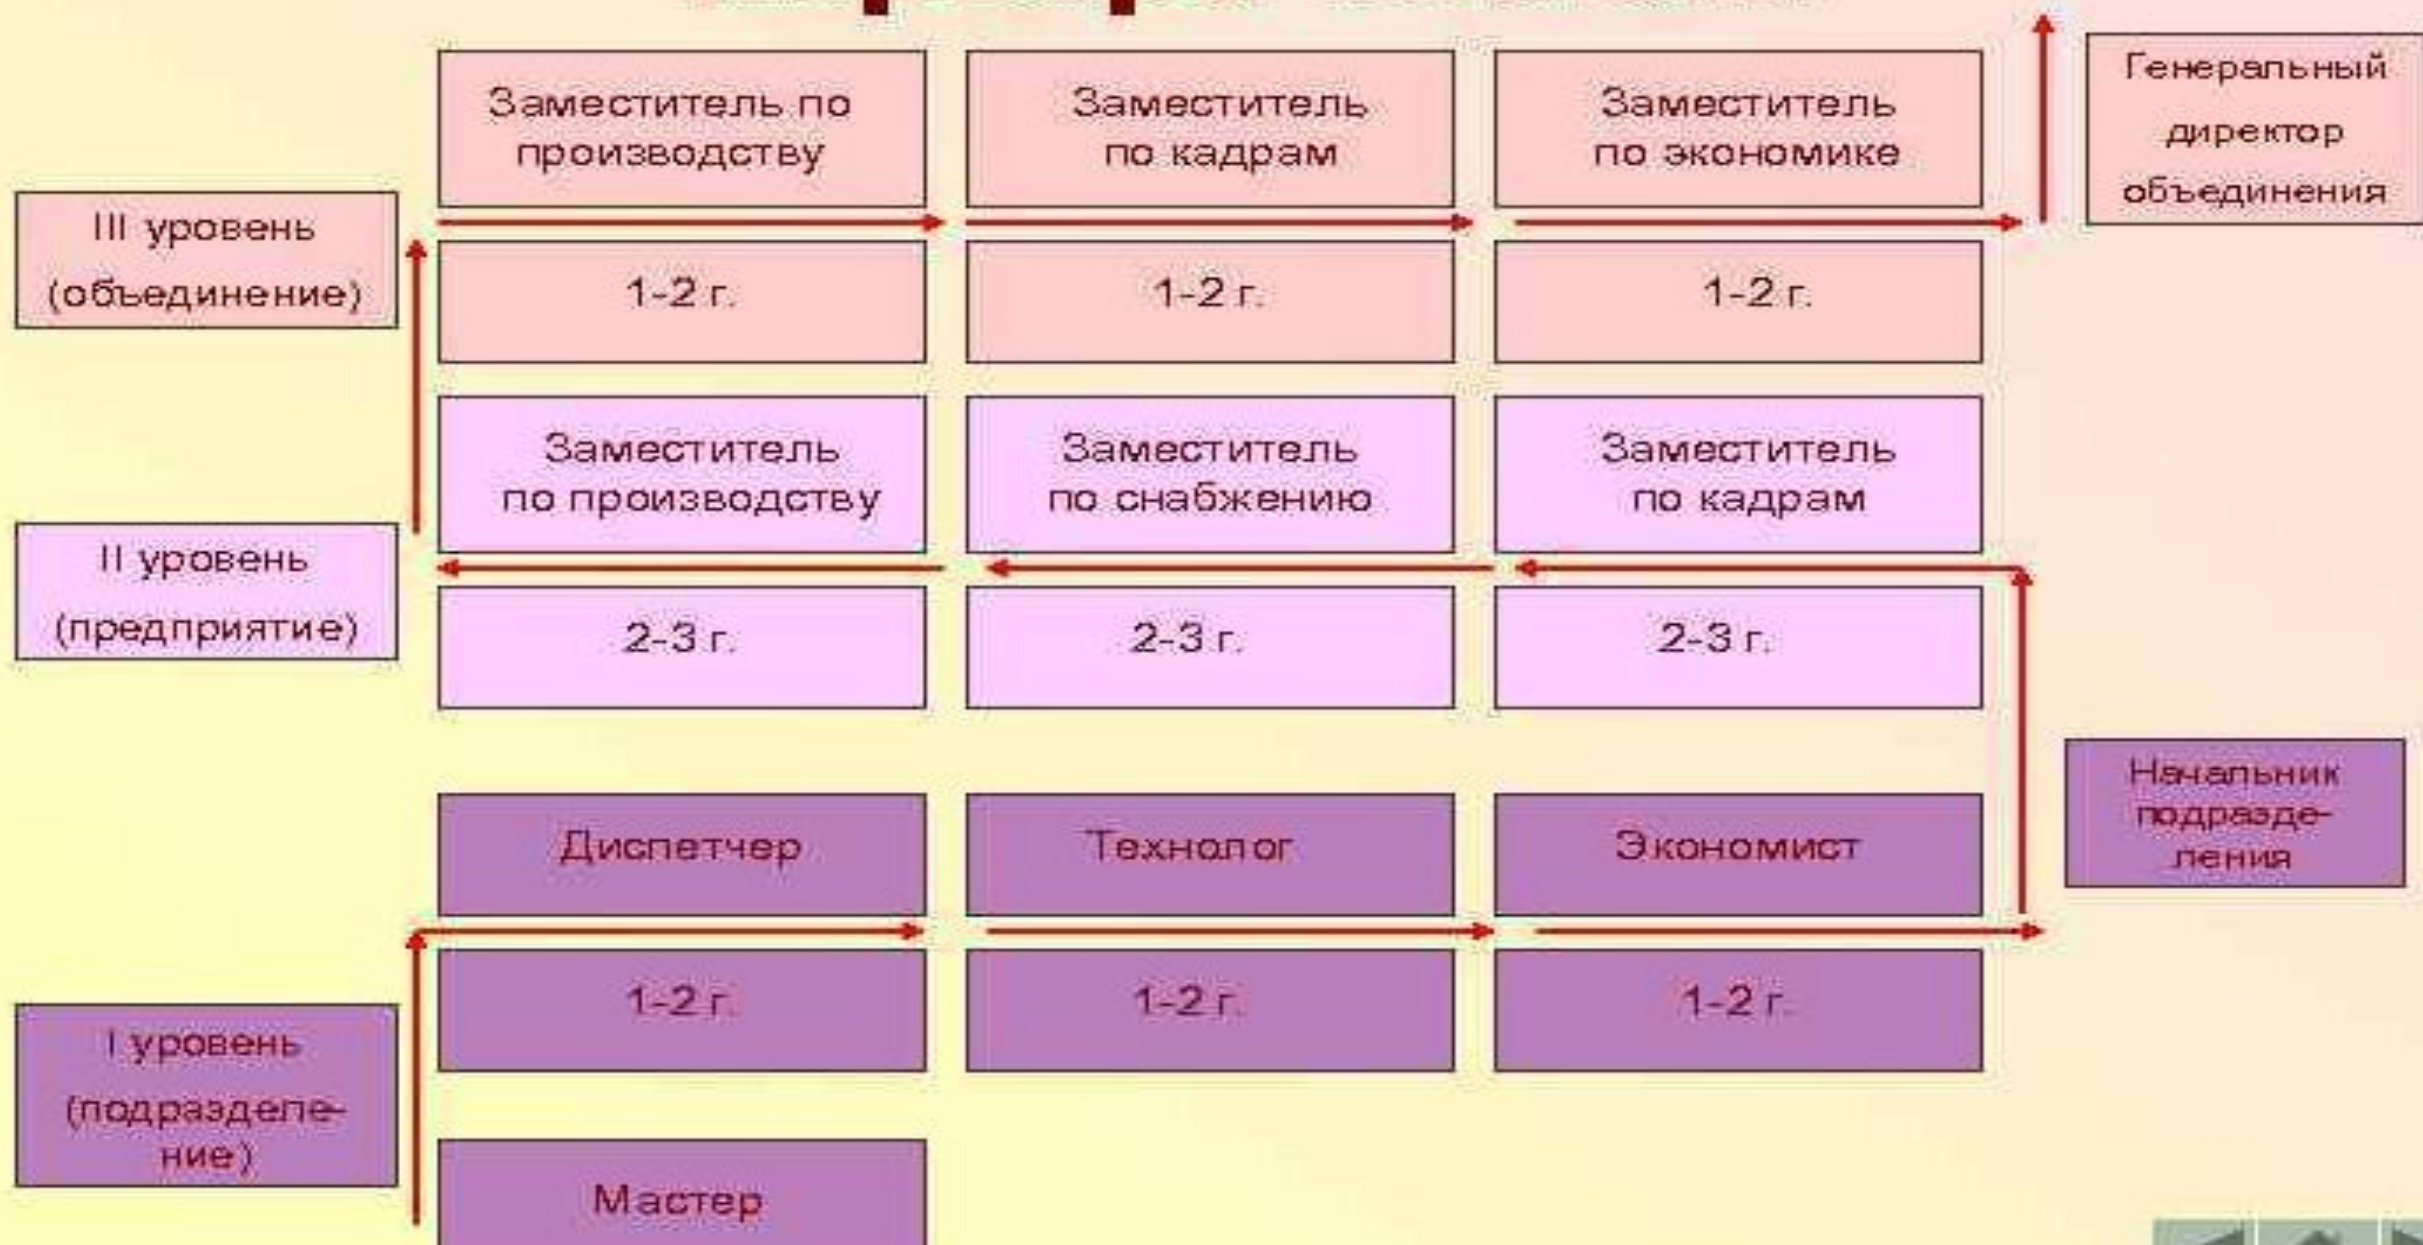 Заместитель по
производству
Заместитель
по кадрам
Заместитель
по экономике
Генеральный
директор
объединения
III уровень
(объединение)
1-2 г.
1-2 г.
1-2 г.
Заместитель
по производству
Заместитель
по снабжению
Заместитель
по кадрам
II уровень
(предприятие)
2-3 г.
2-3 г.
2-3 г.
Начальник
подразде-
ления
Диспетчер
Технолог
Экономист
1-2 г.
1-2 г.
1-2 г.
I уровень
(подразделе-
ние)
Мастер